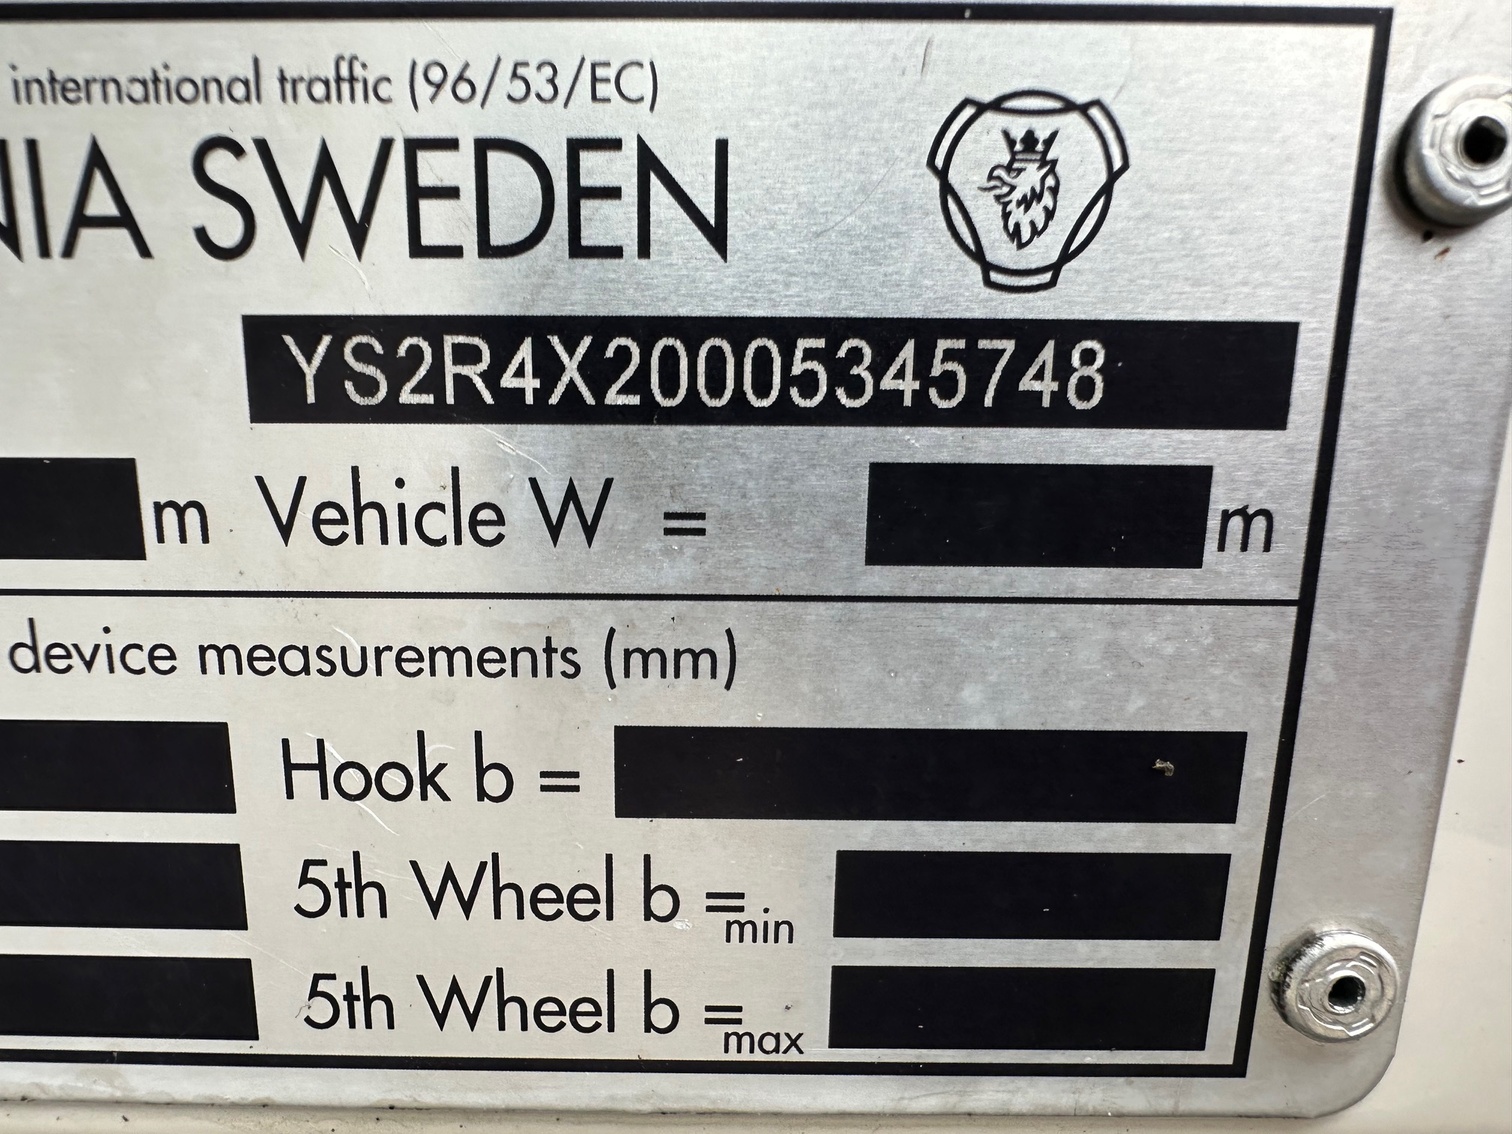 international traffic (96/53/EC)
NIA SWEDEN
YS2R4X20005345748
m Vehicle W = m
device measurements (mm)
Hook b =
5th Wheel b = min
5th Wheel b = max